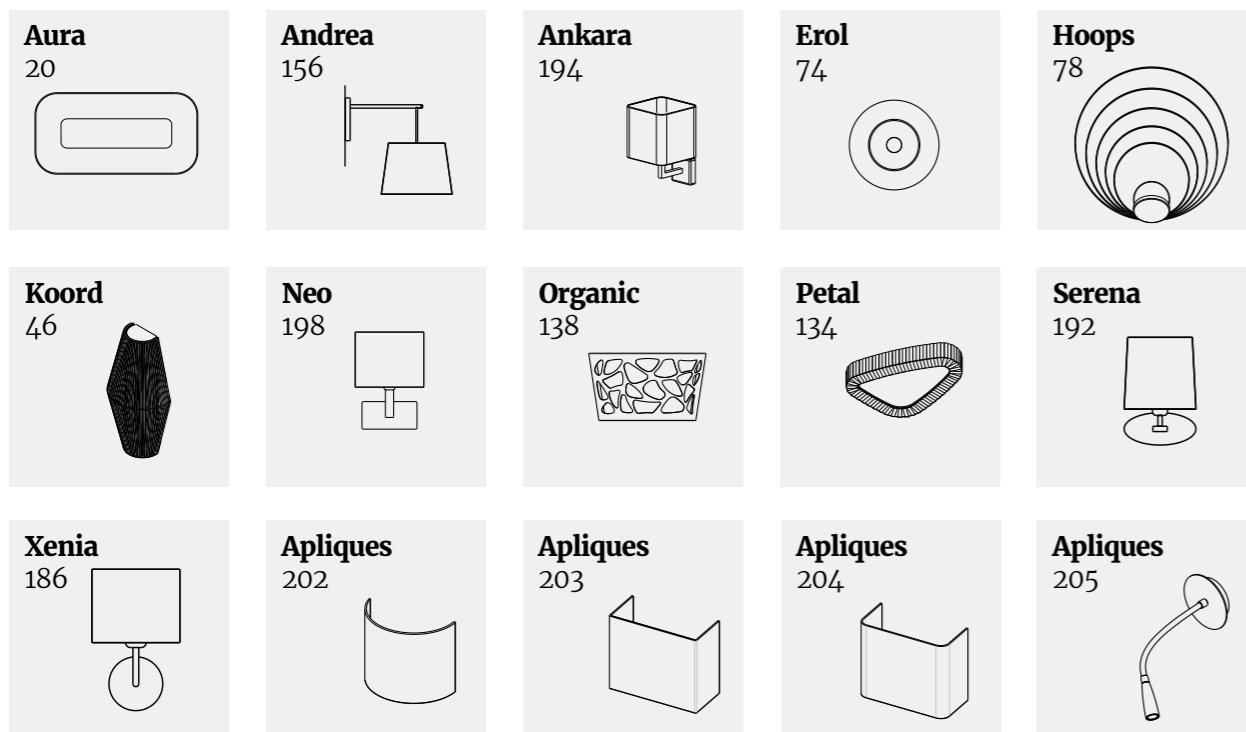 Aura
20
Andrea
156
Ankara
194
Erol
74
Hoops
78
Koord
46
Neo
198
Organic
138
Petal
134
Serena
192
Xenia
186
Apliques
202
Apliques
203
Apliques
204
Apliques
205